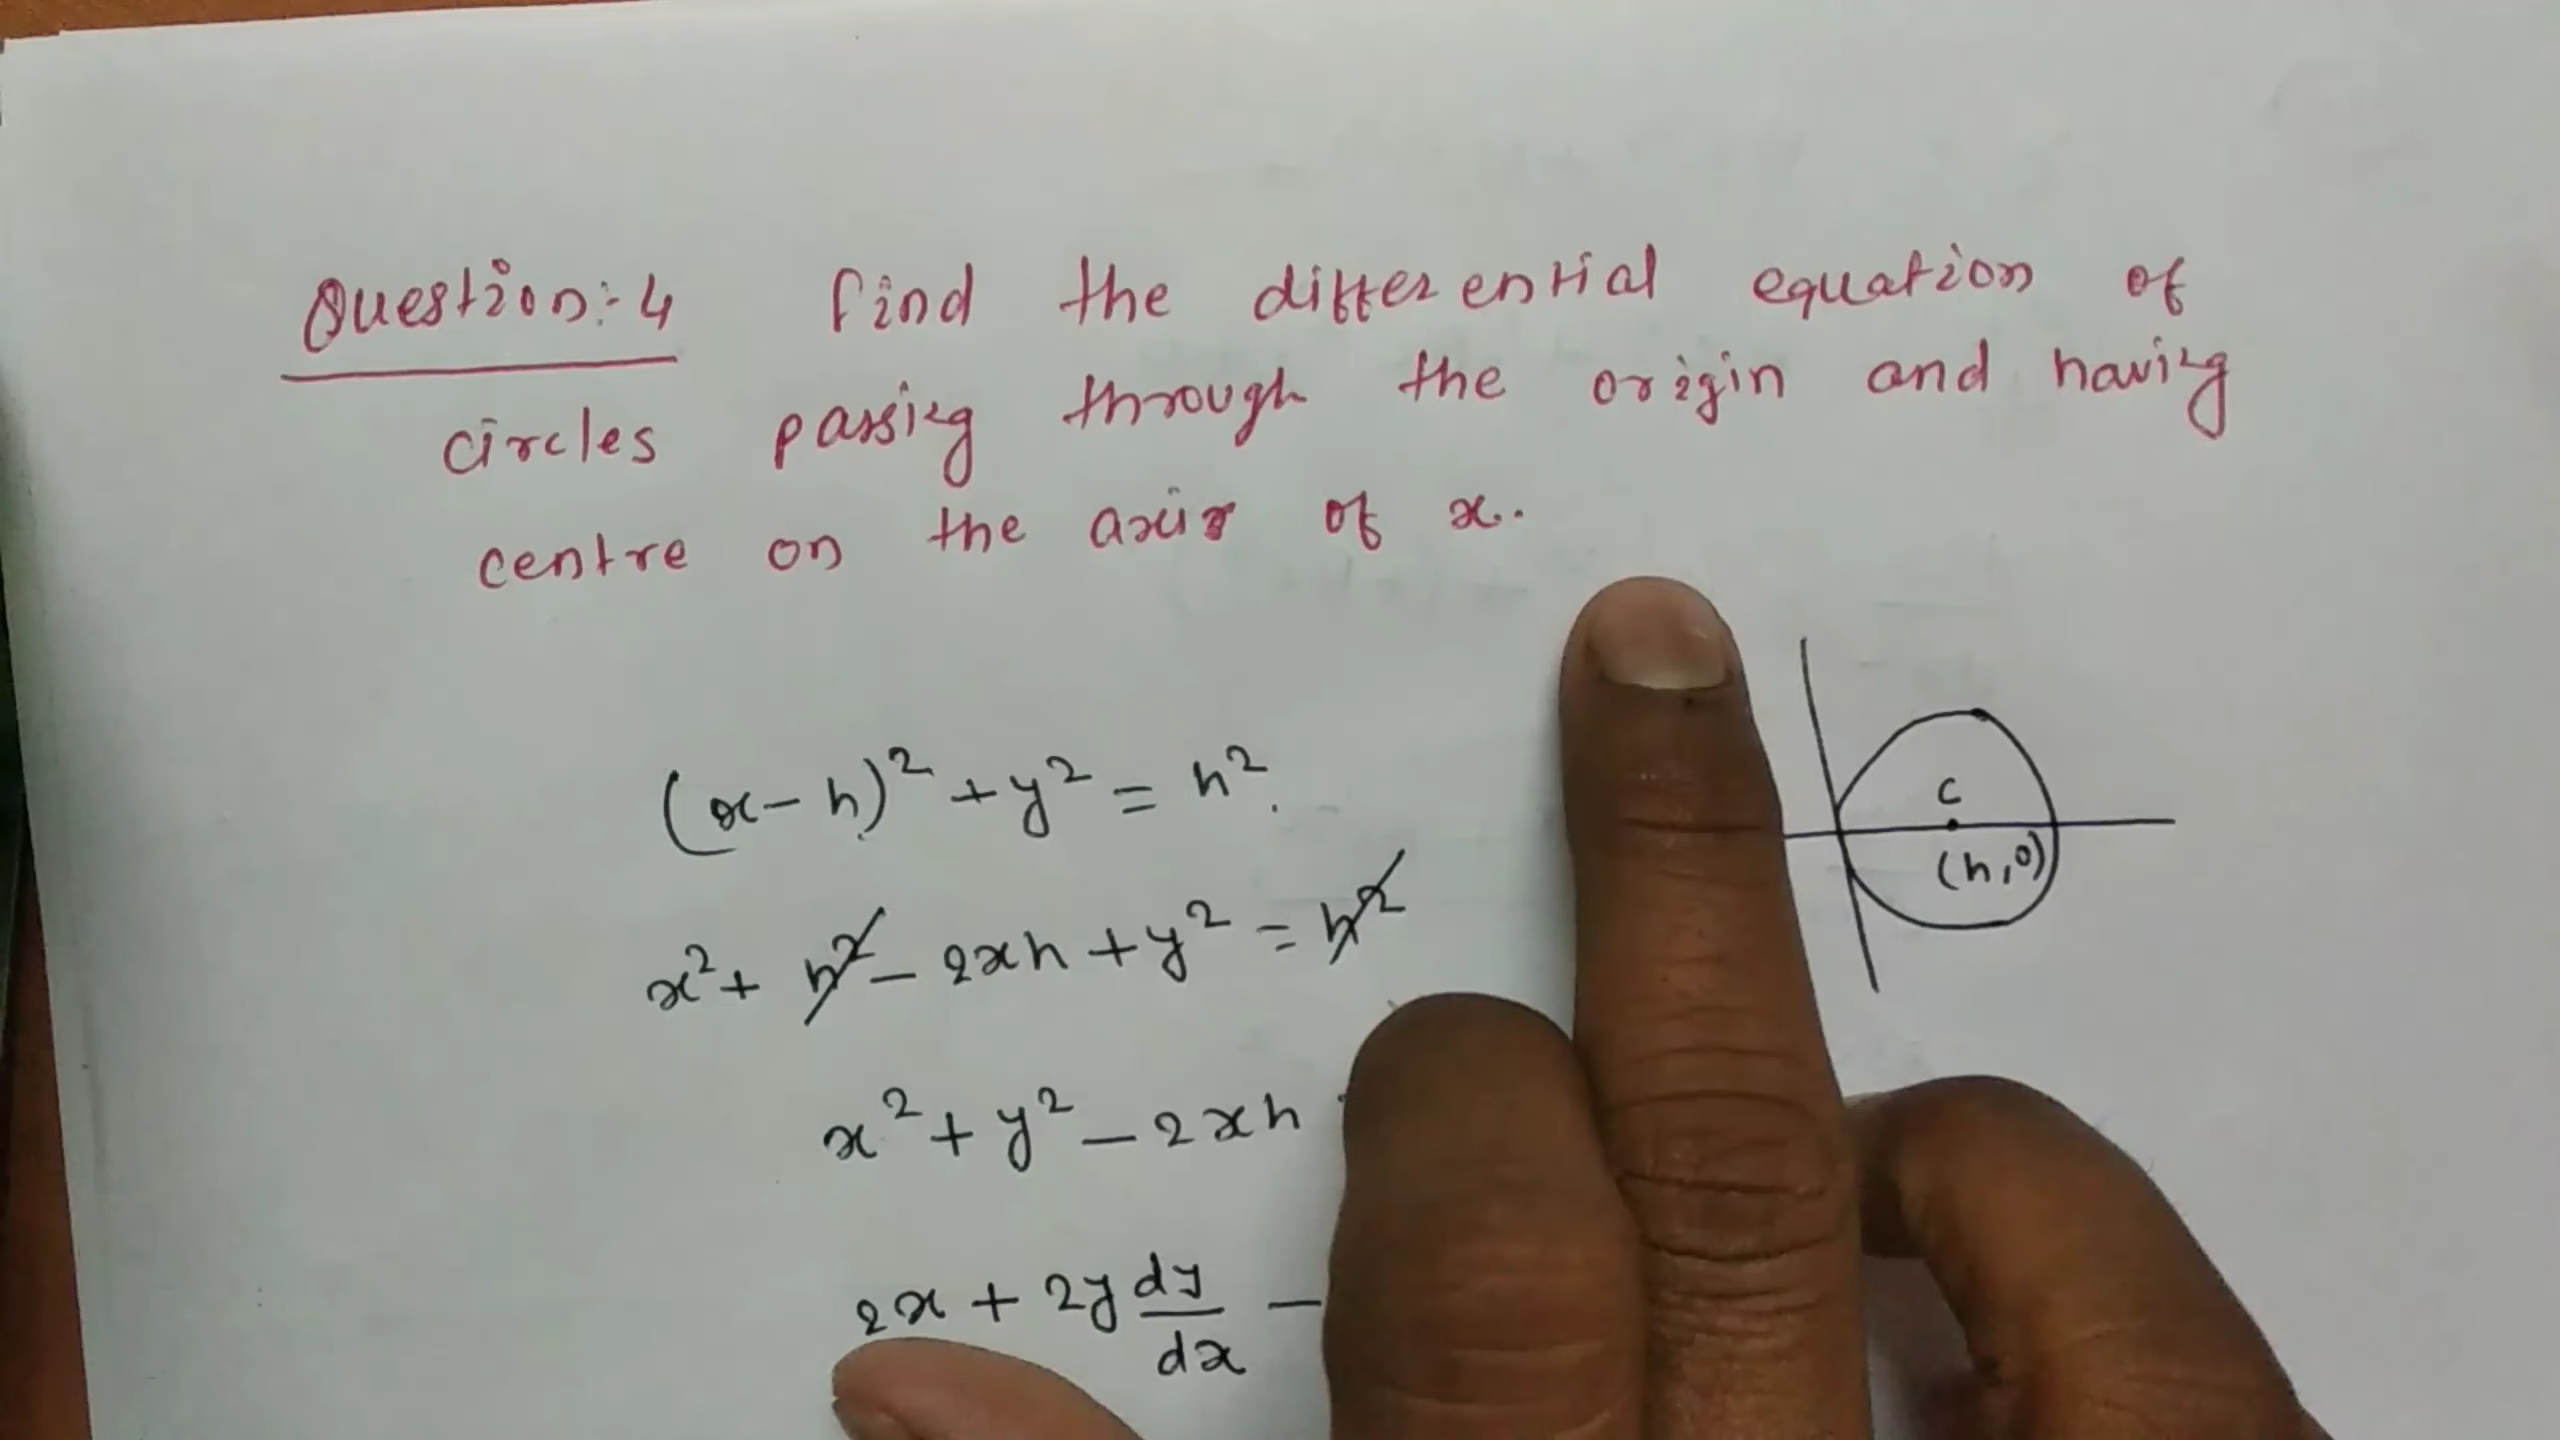 Question:- 4 Find the differential equation of
circles passing through the origin and having
centre on the axis of x.
(x-h)² + y² = h².
x² + h² - 2xh + y² = h²
C
(h,0)
x² + y² - 2xh
2x + 2y dy/dx -